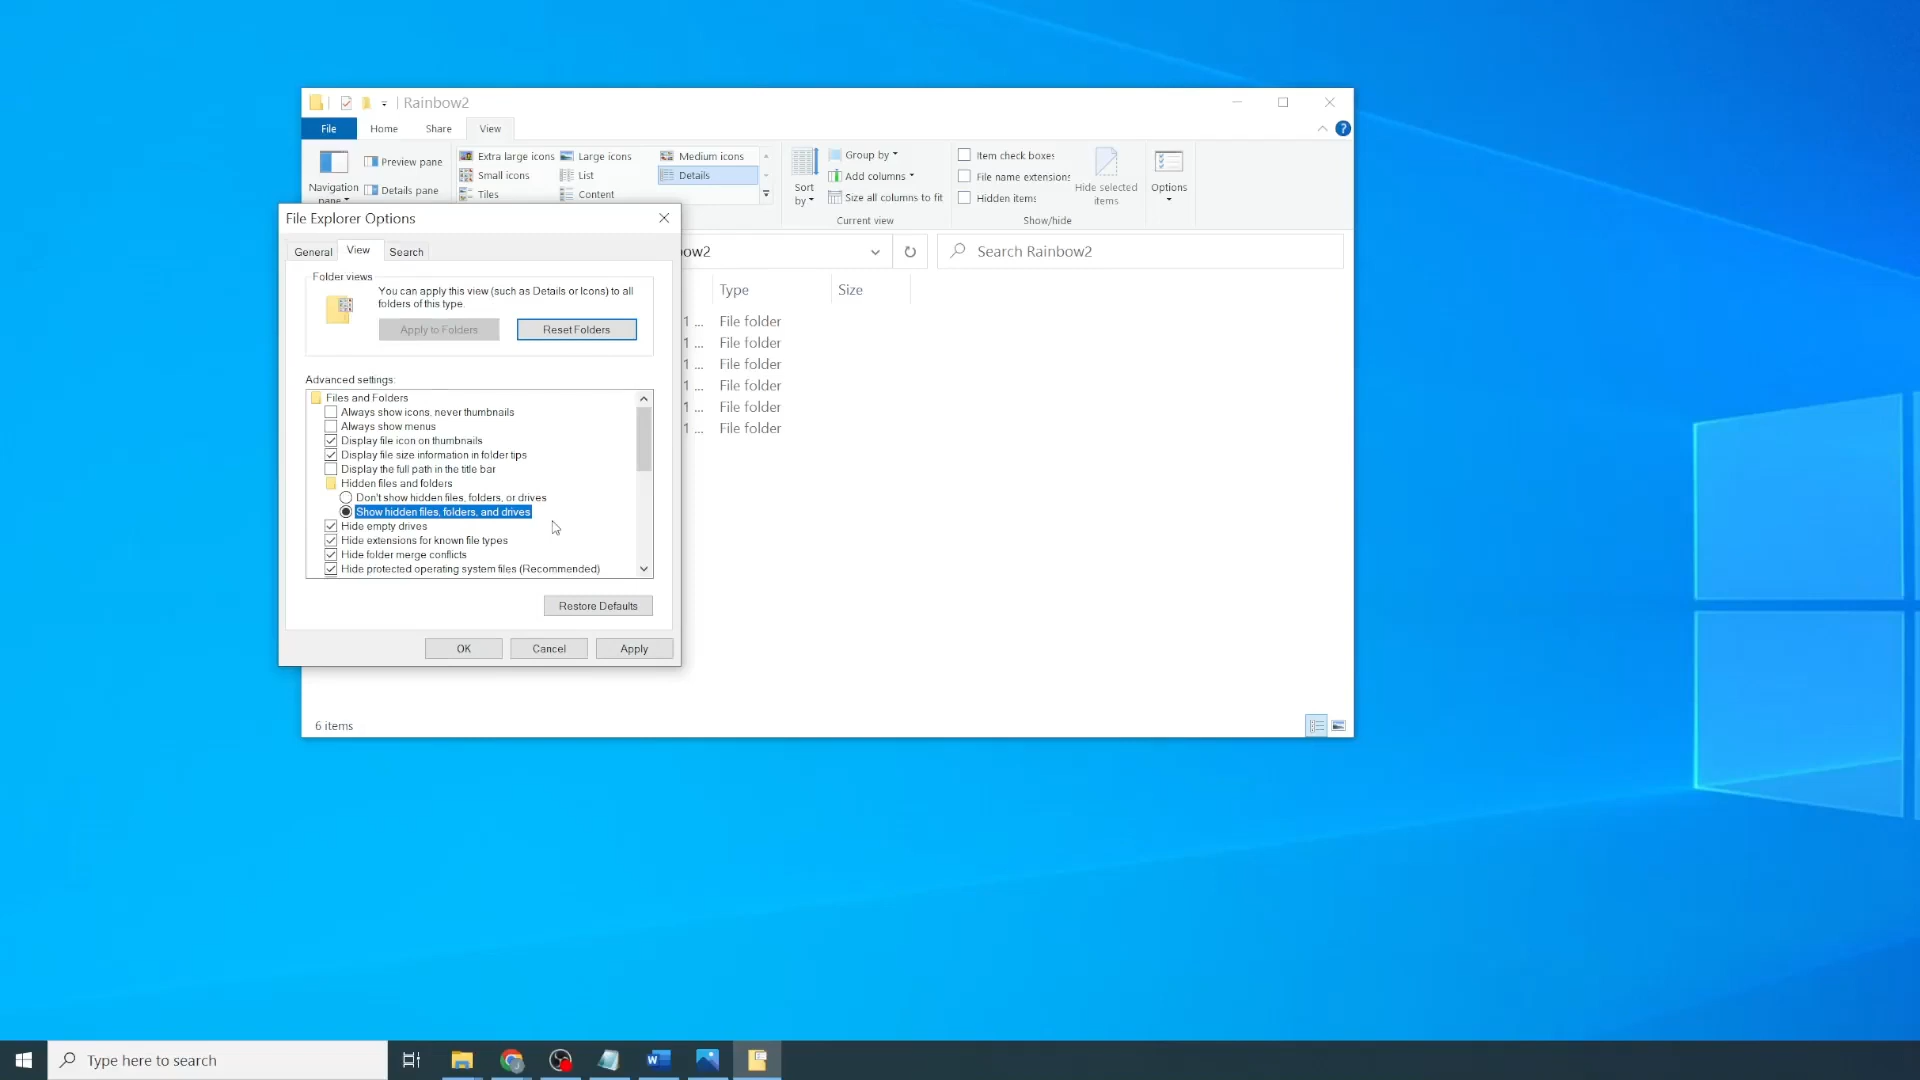 Rainbow2
File Home Share View
Navigation pane
Preview pane
Details pane
Extra large icons Large icons Medium icons
Small icons List Details
Tiles Content
Sort by
Group by
Add columns
Size all columns to fit
Current view
Item check boxes
File name extensions
Hidden items
Hide selected items
Show/hide
Options
File Explorer Options
General View Search
Folder views
You can apply this view (such as Details or Icons) to all
folders of this type.
Apply to Folders Reset Folders
Advanced settings:
Files and Folders
Always show icons, never thumbnails
Always show menus
Display file icon on thumbnails
Display file size information in folder tips
Display the full path in the title bar
Hidden files and folders
Don't show hidden files, folders, or drives
Show hidden files, folders, and drives
Hide empty drives
Hide extensions for known file types
Hide folder merge conflicts
Hide protected operating system files (Recommended)
Restore Defaults
OK Cancel Apply
ow2
Search Rainbow2
Type Size
1 ... File folder
1 ... File folder
1 ... File folder
1 ... File folder
1 ... File folder
1 ... File folder
6 items
Type here to search